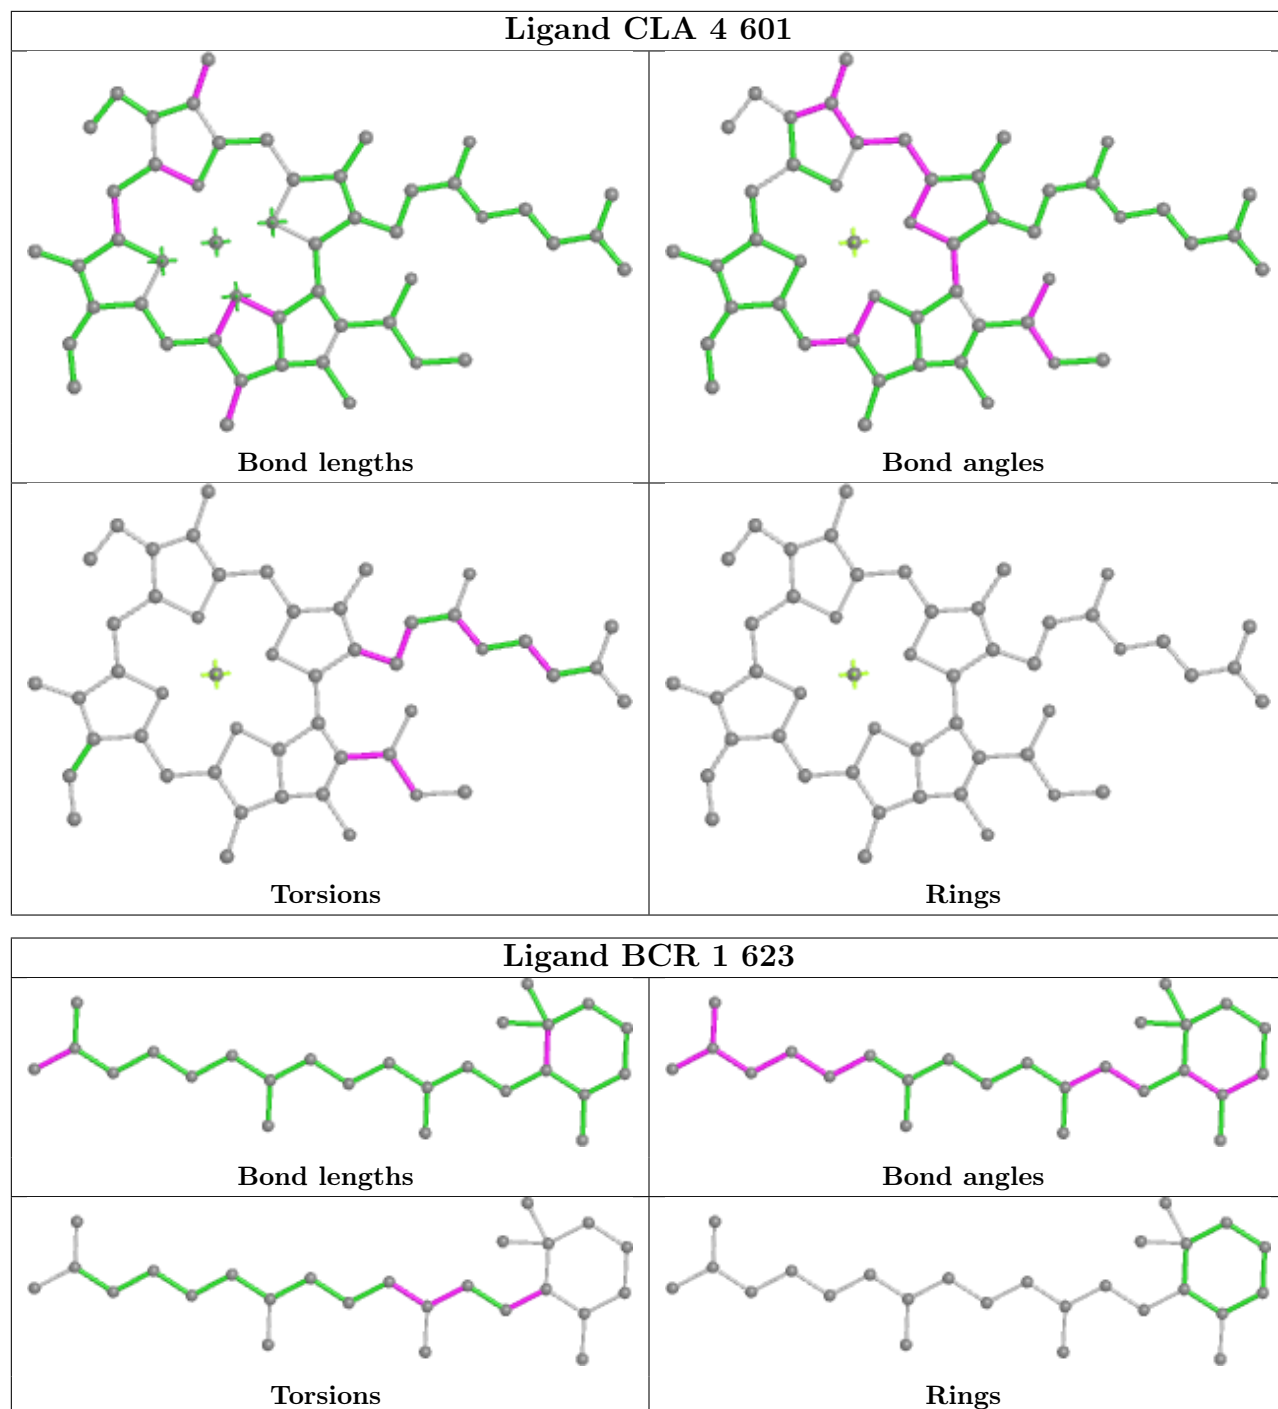 Ligand CLA 4 601
Bond lengths
Bond angles
Torsions
Rings
Ligand BCR 1 623
Bond lengths
Bond angles
Torsions
Rings